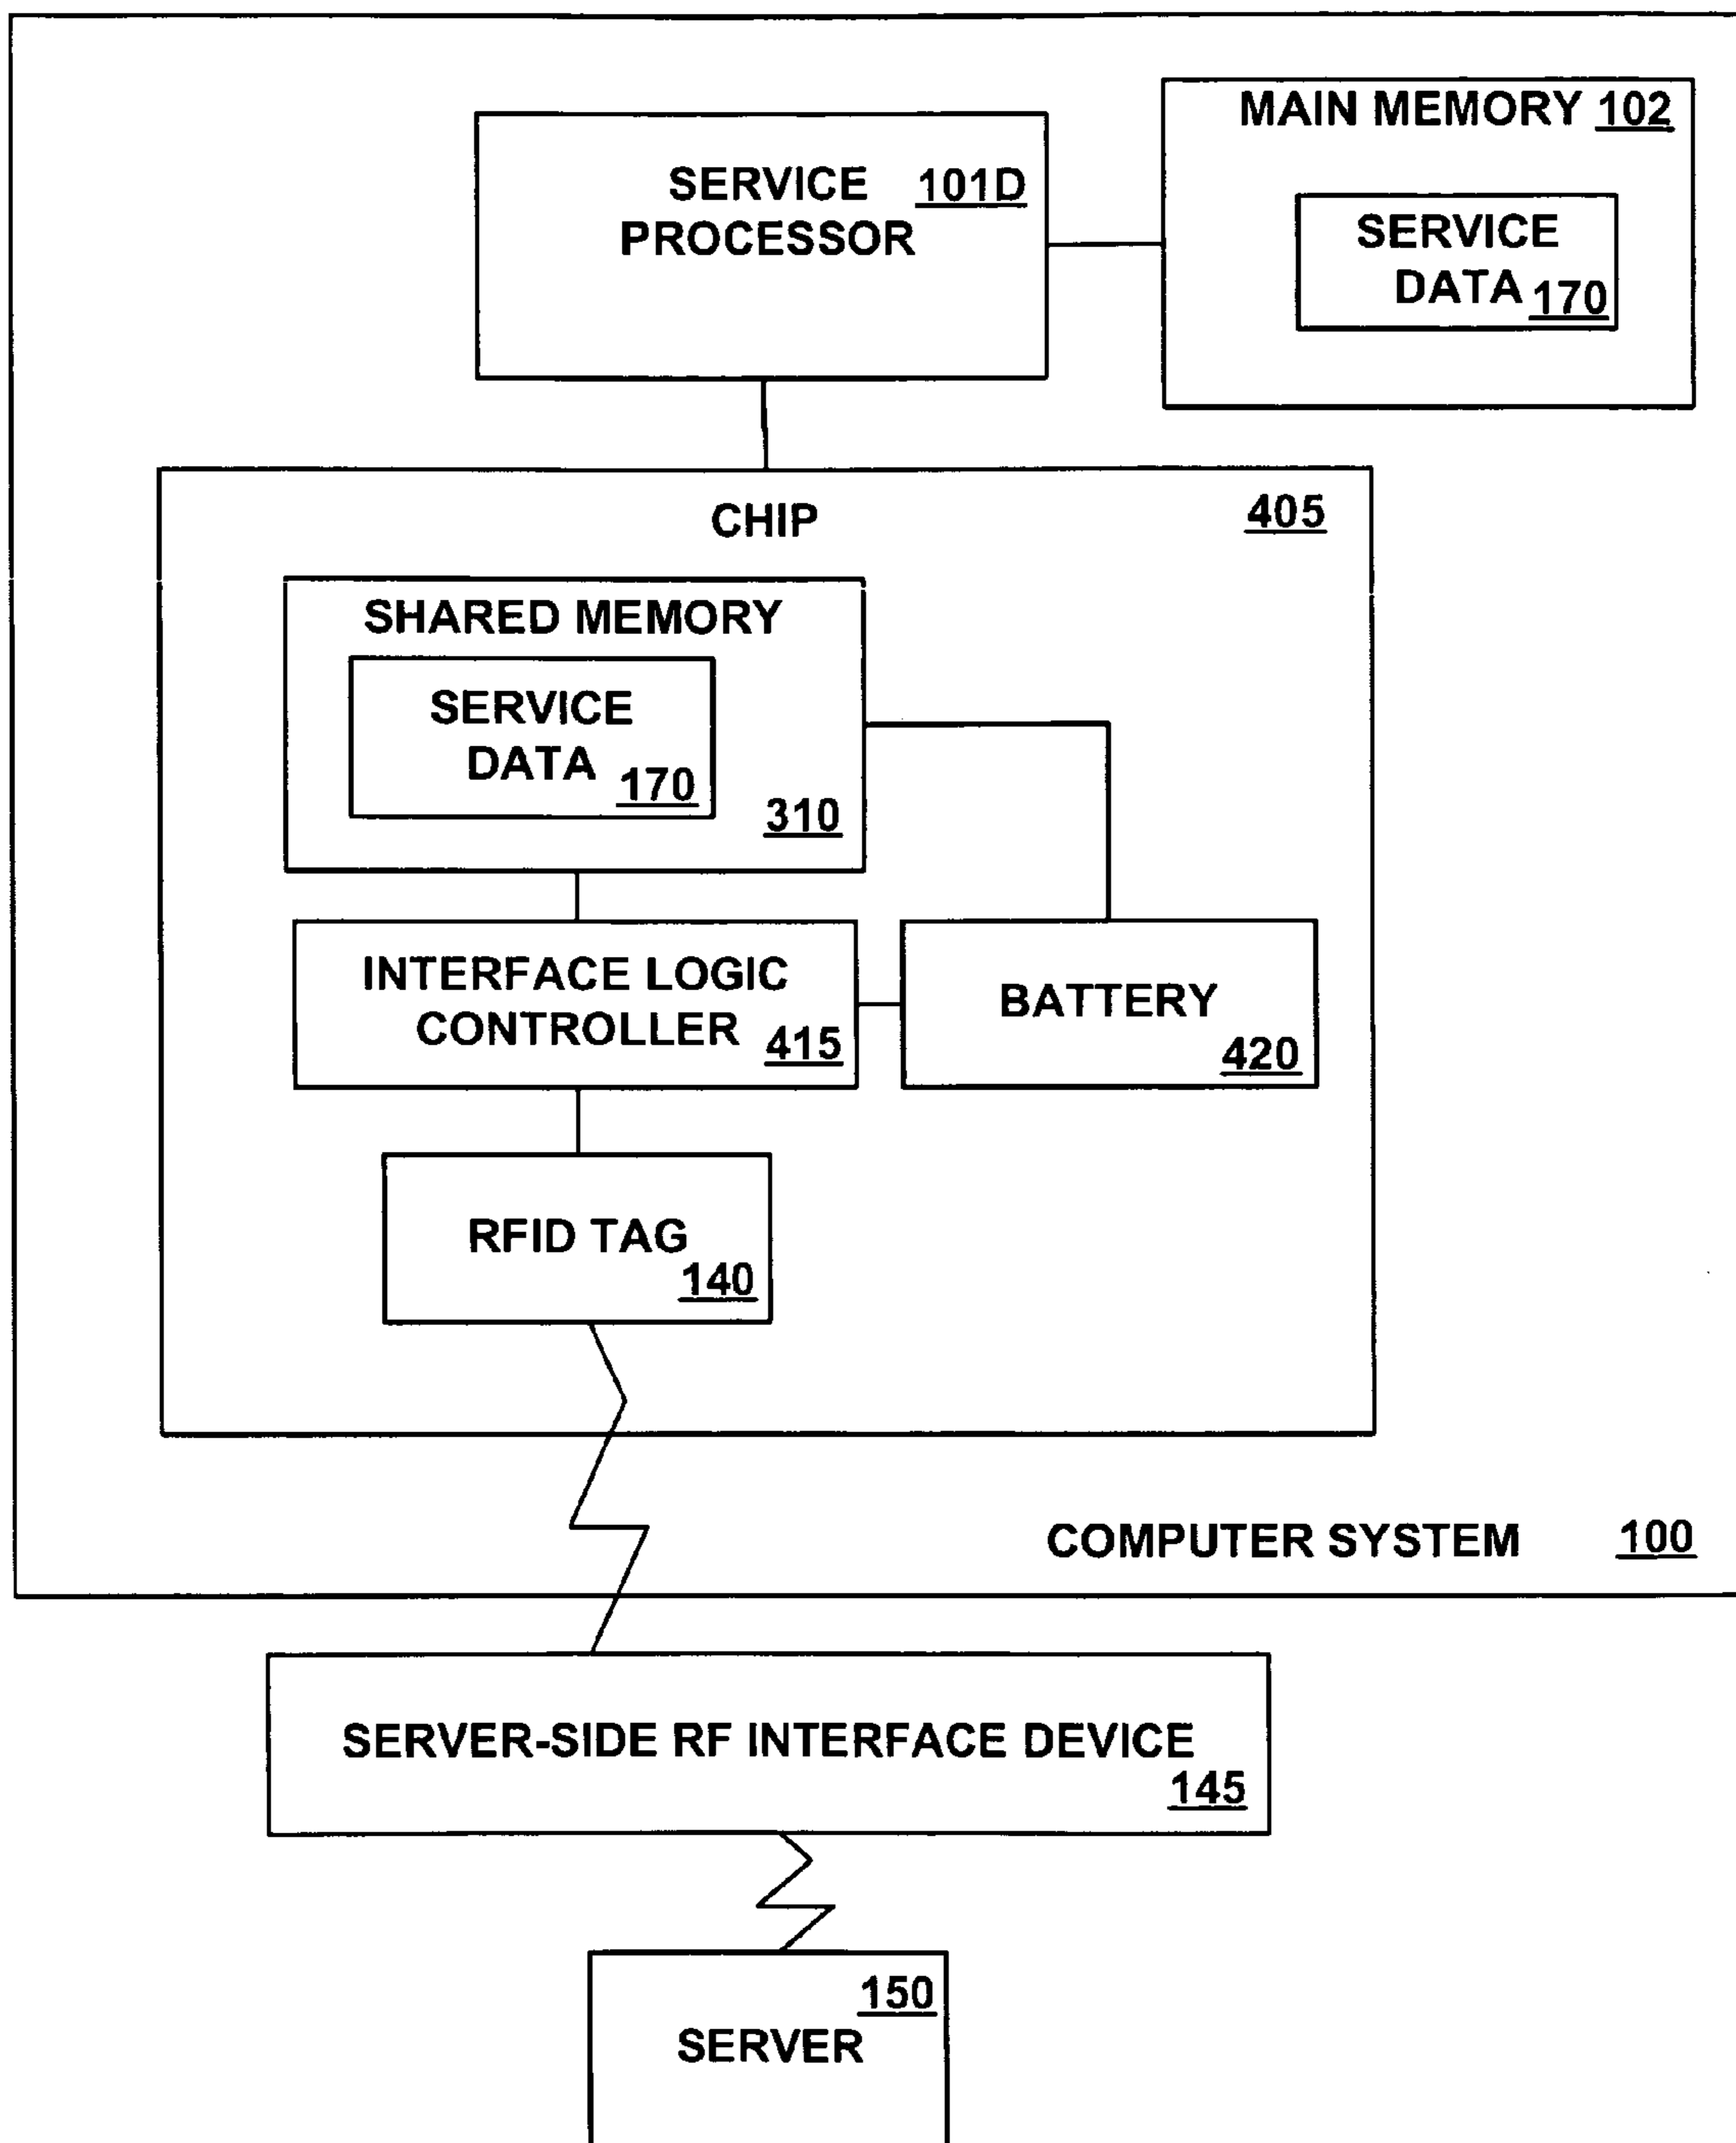 MAIN MEMORY 102
SERVICE 101D
PROCESSOR
SERVICE
DATA 170
CHIP 405
SHARED MEMORY
SERVICE
DATA 170
310
INTERFACE LOGIC
CONTROLLER 415
BATTERY
420
RFID TAG
140
COMPUTER SYSTEM 100
SERVER-SIDE RF INTERFACE DEVICE
145
150
SERVER